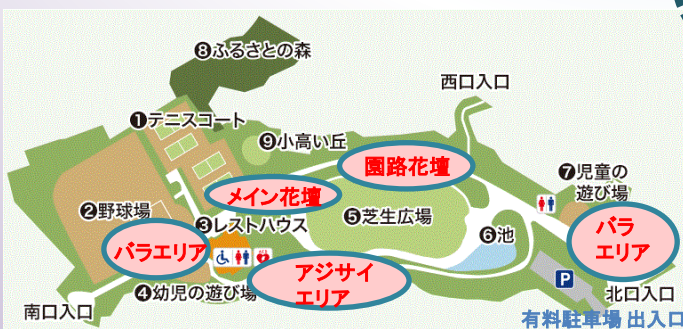 ❽ふるさとの森
西口入口
❶テニスコート
❾小高い丘
園路花壇
❼児童の
遊び場
メイン花壇
❷野球場
❸レストハウス
❺芝生広場
❻池
バラ
エリア
バラエリア
アジサイ
エリア
P
❹幼児の遊び場
北口入口
南口入口
有料駐車場 出入口